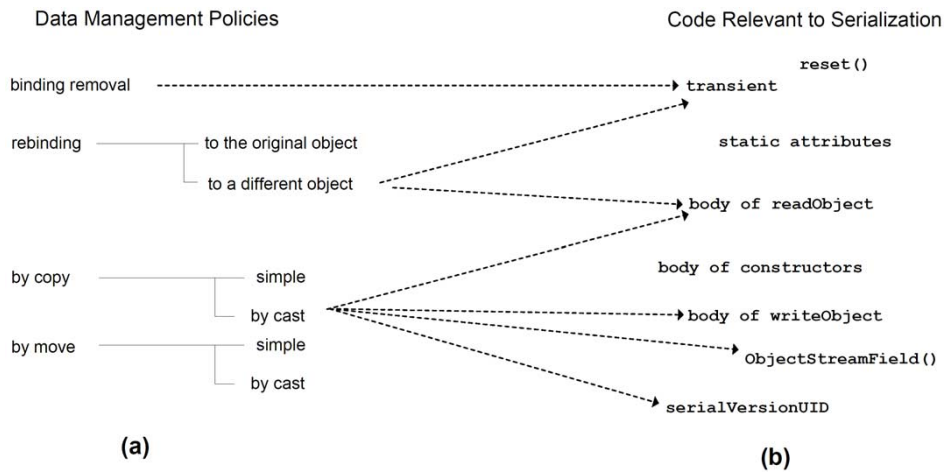 Data Management Policies
Code Relevant to Serialization
reset()
binding removal
transient
rebinding
to the original object
static attributes
to a different object
body of readObject
body of constructors
by copy
simple
by cast
body of writeObject
by move
simple
ObjectStreamField()
by cast
serialVersionUID
(a)
(b)